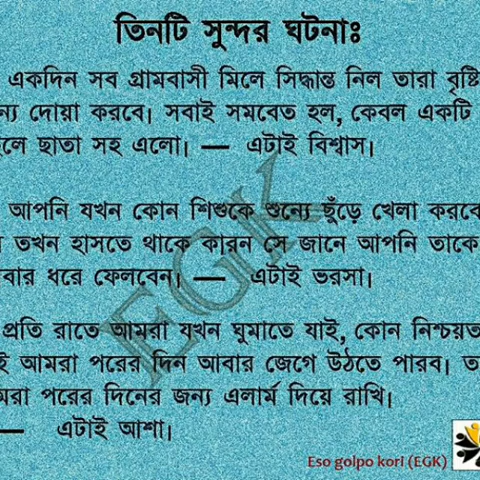 তিনটি সুন্দর ঘটনাঃ
একদিন সব গ্রামবাসী মিলে সিদ্ধান্ত নিল তারা বৃষ্টি
দোয়া করবে। সবাই সমবেত হল, কেবল একটি
ছাতা সহ এলো। — এটাই বিশ্বাস।
আপনি যখন কোন শিশুকে শুন্যে ছুঁড়ে খেলা করবে
তখন হাসতে থাকে কারন সে জানে আপনি তাকে
ধরে ফেলবেন। — এটাই ভরসা।
প্রতি রাতে আমরা যখন ঘুমাতে যাই, কোন নিশ্চয়ত
আমরা পরের দিন আবার জেগে উঠতে পারব। ত
পরের দিনের জন্য এলার্ম দিয়ে রাখি।
— এটাই আশা।
EGK
Eso golpo kori (EGK)